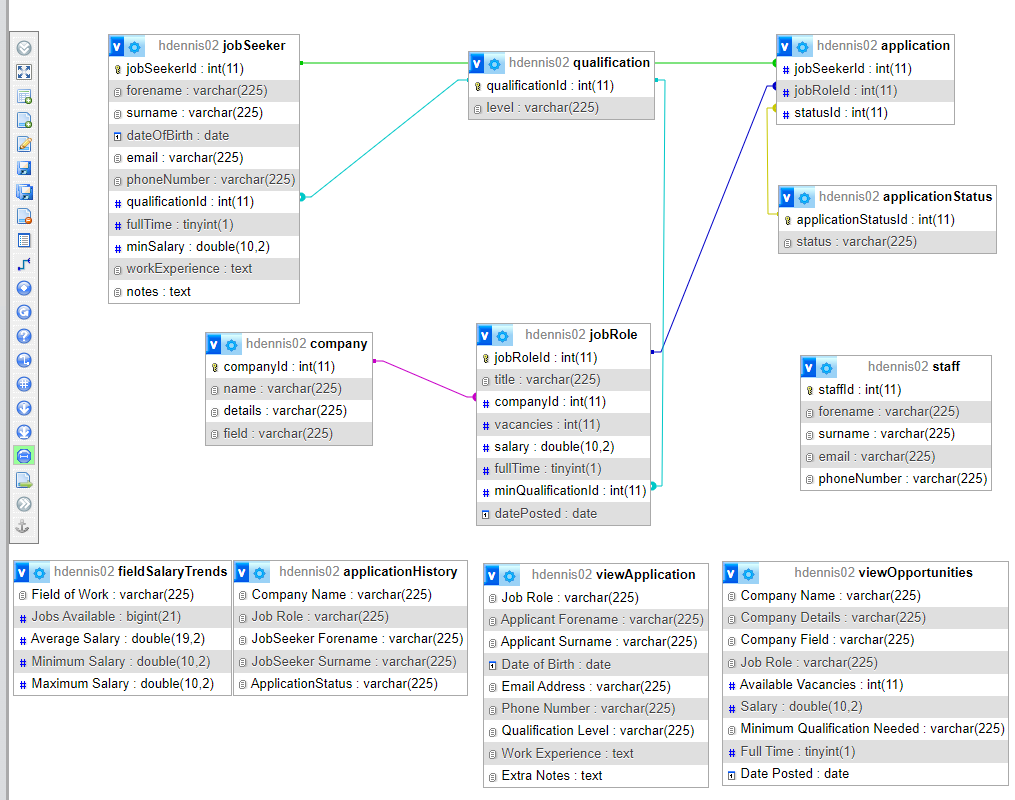 hdennis02 jobSeeker
jobSeekerId : int(11)
forename : varchar(225)
surname : varchar(225)
dateOfBirth : date
email : varchar(225)
phoneNumber : varchar(225)
qualificationId : int(11)
fullTime : tinyint(1)
minSalary : double(10,2)
workExperience : text
notes : text
hdennis02 qualification
qualificationId : int(11)
level : varchar(225)
hdennis02 application
jobSeekerId : int(11)
jobRoleId : int(11)
statusId : int(11)
hdennis02 applicationStatus
applicationStatusId : int(11)
status : varchar(225)
hdennis02 company
companyId : int(11)
name : varchar(225)
details : varchar(225)
field : varchar(225)
hdennis02 jobRole
jobRoleId : int(11)
title : varchar(225)
companyId : int(11)
vacancies : int(11)
salary : double(10,2)
fullTime : tinyint(1)
minQualificationId : int(11)
datePosted : date
hdennis02 staff
staffId : int(11)
forename : varchar(225)
surname : varchar(225)
email : varchar(225)
phoneNumber : varchar(225)
hdennis02 fieldSalaryTrends
Field of Work : varchar(225)
Jobs Available : bigint(21)
Average Salary : double(19,2)
Minimum Salary : double(10,2)
Maximum Salary : double(10,2)
hdennis02 applicationHistory
Company Name : varchar(225)
Job Role : varchar(225)
JobSeeker Forename : varchar(225)
JobSeeker Surname : varchar(225)
ApplicationStatus : varchar(225)
hdennis02 viewApplication
Job Role : varchar(225)
Applicant Forename : varchar(225)
Applicant Surname : varchar(225)
Date of Birth : date
Email Address : varchar(225)
Phone Number : varchar(225)
Qualification Level : varchar(225)
Work Experience : text
Extra Notes : text
hdennis02 viewOpportunities
Company Name : varchar(225)
Company Details : varchar(225)
Company Field : varchar(225)
Job Role : varchar(225)
Available Vacancies : int(11)
Salary : double(10,2)
Minimum Qualification Needed : varchar(225)
Full Time : tinyint(1)
Date Posted : date